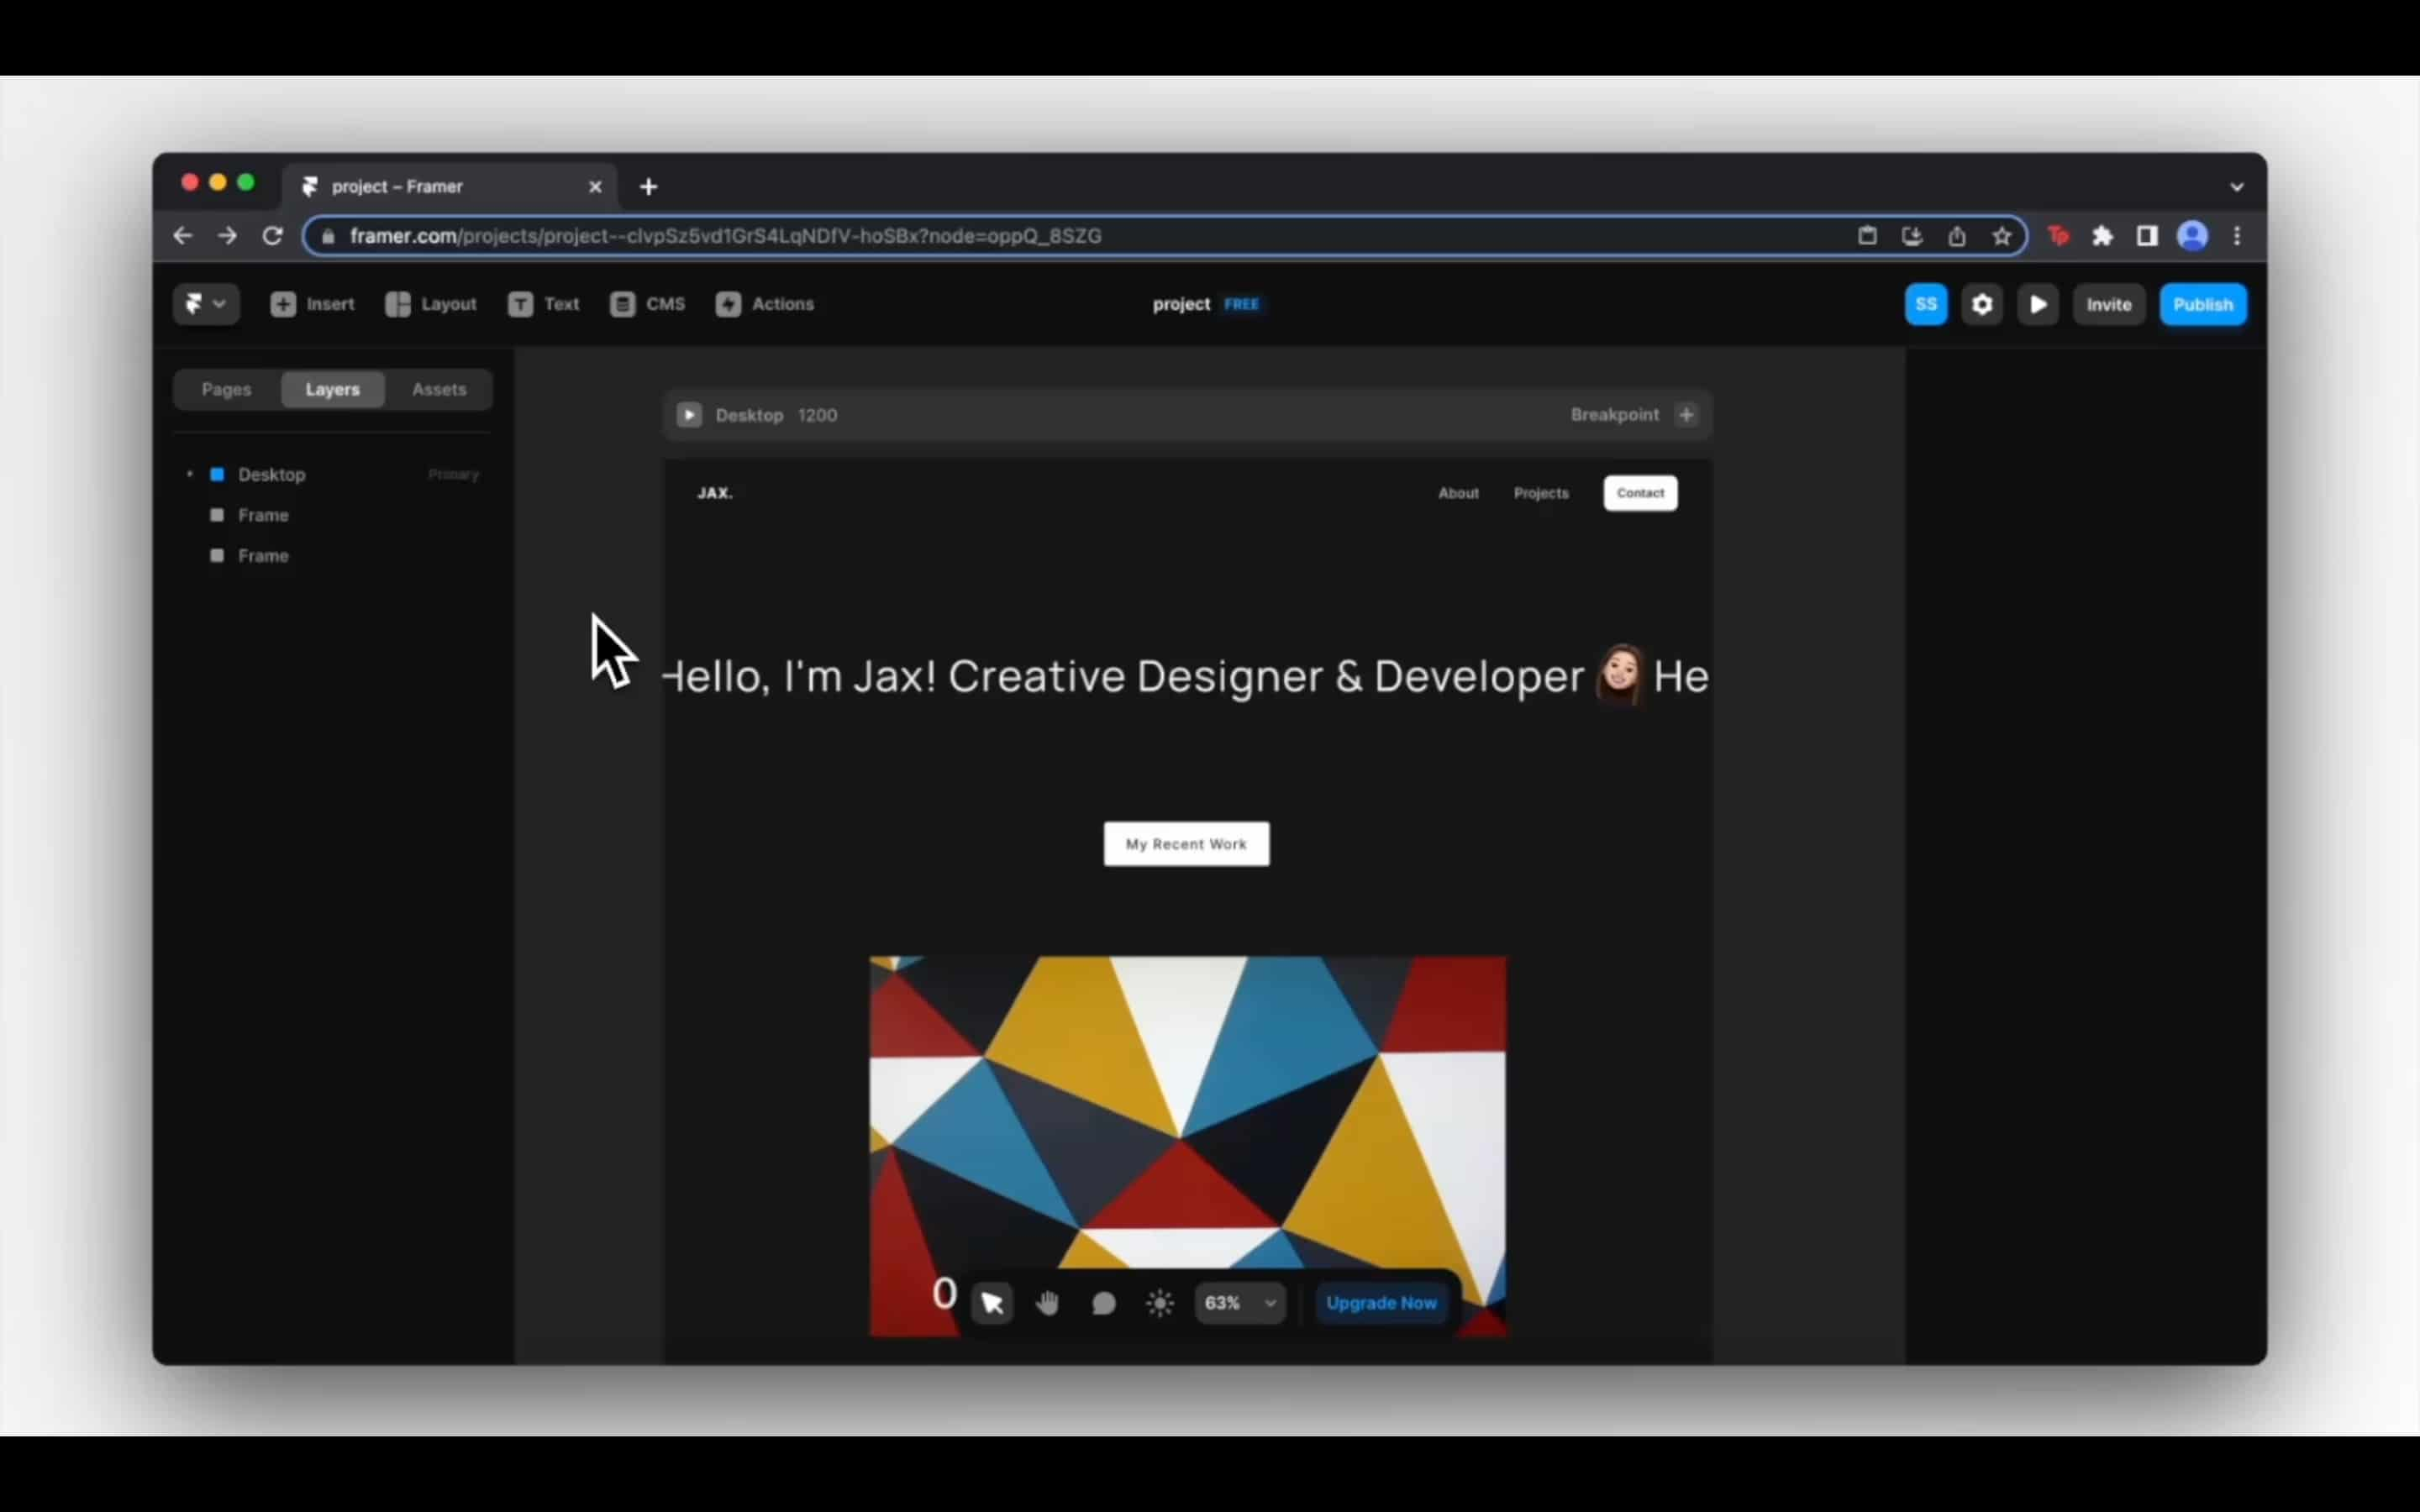 project – Framer
framer.com/projects/project--clvpSz5vd1GrS4LqNDfV-hoSBx?node=oppQ_8SZG
Tp
Insert Layout Text CMS Actions
project FREE
SS Invite Publish
Pages Layers Assets
Desktop Primary
Frame
Frame
Desktop 1200 Breakpoint
JAX. About Projects Contact
Hello, I'm Jax! Creative Designer & Developer He
My Recent Work
0
63% Upgrade Now